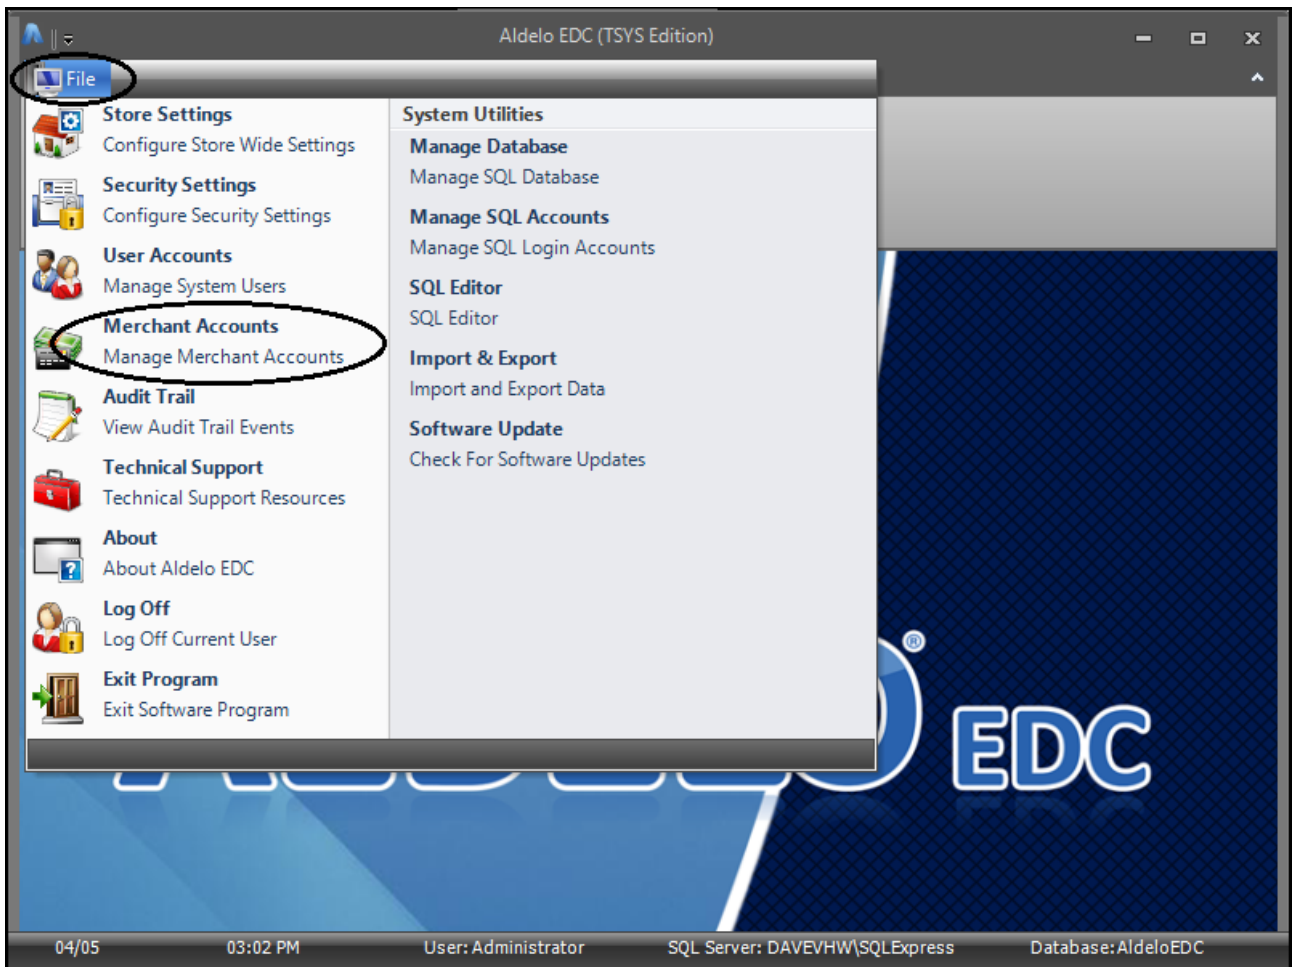 Aldelo EDC (TSYS Edition)
File
Store Settings
Configure Store Wide Settings
Security Settings
Configure Security Settings
User Accounts
Manage System Users
Merchant Accounts
Manage Merchant Accounts
Audit Trail
View Audit Trail Events
Technical Support
Technical Support Resources
About
About Aldelo EDC
Log Off
Log Off Current User
Exit Program
Exit Software Program
System Utilities
Manage Database
Manage SQL Database
Manage SQL Accounts
Manage SQL Login Accounts
SQL Editor
SQL Editor
Import & Export
Import and Export Data
Software Update
Check For Software Updates
ALDELO® EDC
04/05 03:02 PM User: Administrator SQL Server: DAVEVHW\SQLExpress Database: AldeloEDC